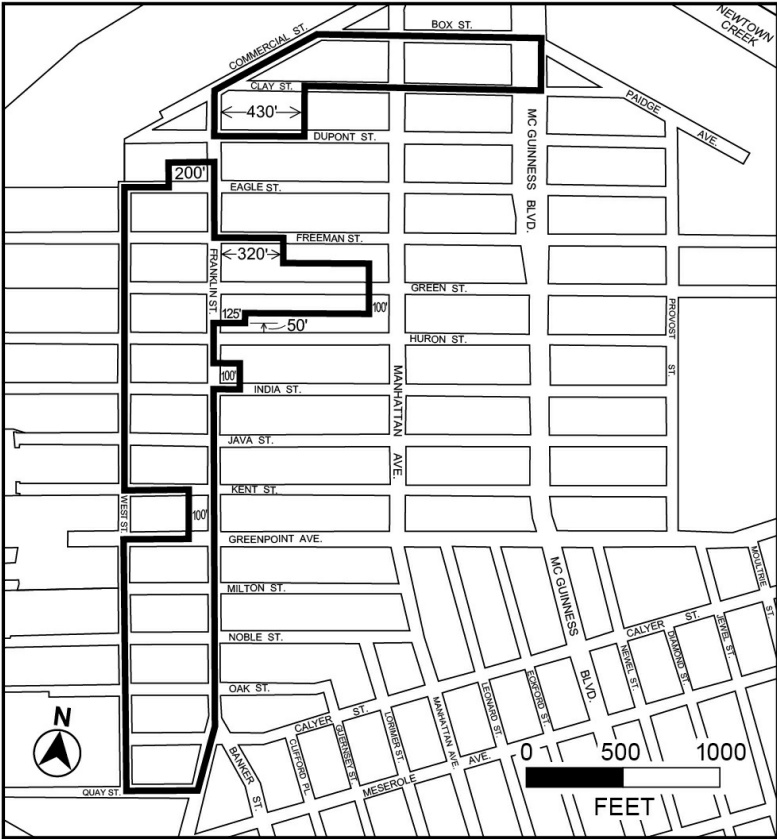 BOX ST.
NEWTOWN
CREEK
COMMERCIAL ST.
CLAY ST.
PAIDGE
AVE.
430'
DUPONT ST.
MC GUINNESS BLVD.
200'
EAGLE ST.
FREEMAN ST.
FRANKLIN ST.
320'
GREEN ST.
125'
100'
50'
PROVOST
ST.
HURON ST.
100'
INDIA ST.
MANHATTAN
AVE.
JAVA ST.
KENT ST.
WEST ST.
100'
GREENPOINT AVE.
MILTON ST.
MC GUINNESS
BLVD.
MOULTRIE
ST.
NOBLE ST.
CALYER ST.
NEWEL ST.
DIAMOND ST.
JEWEL ST.
OAK ST.
CALYER ST.
N
BANKER ST.
CLIFFORD PL
GUERNSEY ST.
LORIMER ST.
MANHATTAN AVE.
LEONARD ST.
ECKFORD ST.
MESEROLE AVE.
QUAY ST.
0 500 1000
FEET